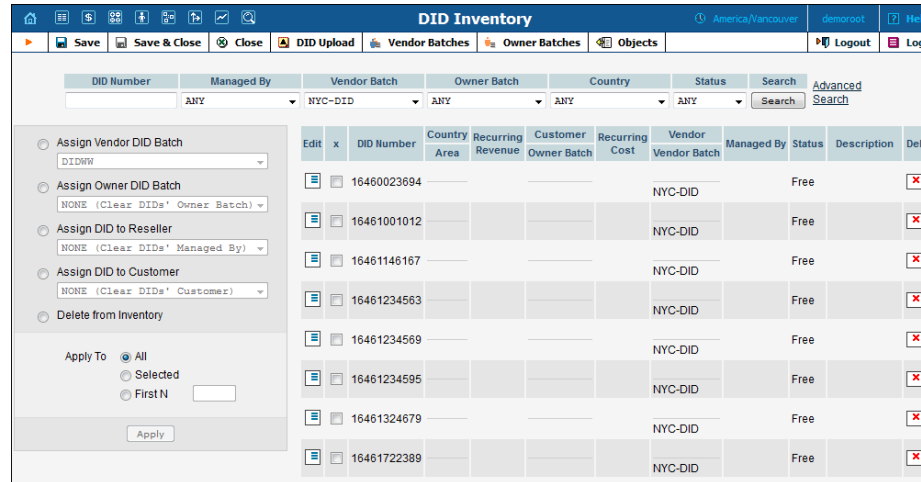 DID Inventory
America/Vancouver
demoroot
? He
Save
Save & Close
Close
DID Upload
Vendor Batches
Owner Batches
Objects
Logout
Lo
DID Number
Managed By
Vendor Batch
Owner Batch
Country
Status
Search
Advanced
Search
ANY
NYC-DID
ANY
ANY
ANY
Search
Assign Vendor DID Batch
DIDWW
Assign Owner DID Batch
NONE (Clear DIDs' Owner Batch)
Assign DID to Reseller
NONE (Clear DIDs' Managed By)
Assign DID to Customer
NONE (Clear DIDs' Customer)
Delete from Inventory
Apply To
All
Selected
First N
Apply
Edit x DID Number Country Recurring Customer Recurring Vendor Managed By Status Description Del
Area Revenue Owner Batch Cost Vendor Batch
16460023694 Free
NYC-DID
16461001012 Free
NYC-DID
16461146167 Free
NYC-DID
16461234563 Free
NYC-DID
16461234569 Free
NYC-DID
16461234595 Free
NYC-DID
16461324679 Free
NYC-DID
16461722389 Free
NYC-DID